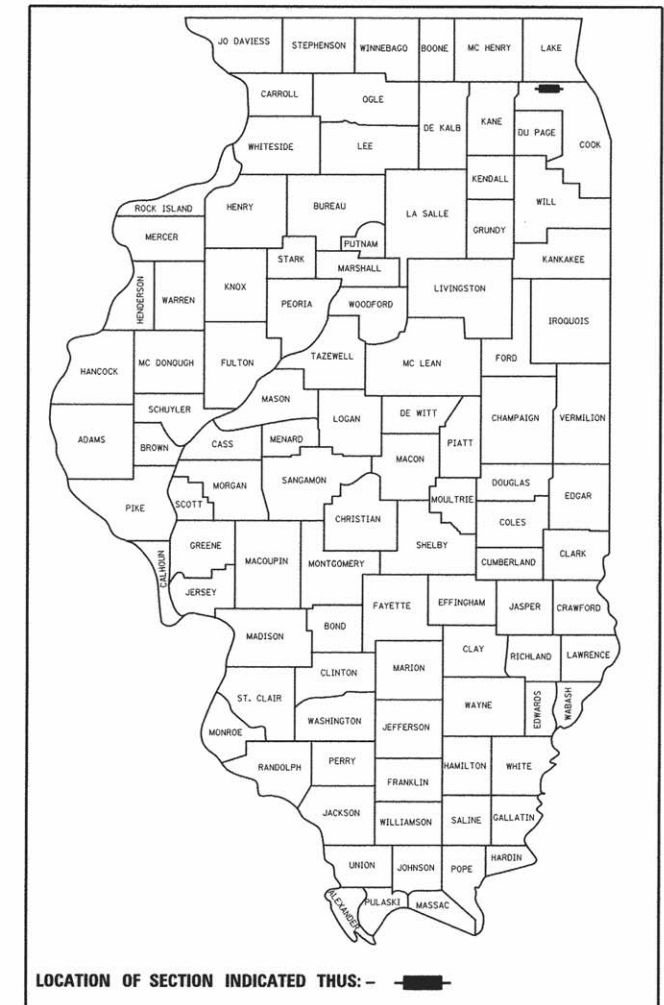 JO DAVIESS
STEPHENSON
WINNEBAGO
BOONE
MC HENRY
LAKE
CARROLL
OGLE
DE KALB
KANE
DU PAGE
COOK
WHITESIDE
LEE
KENDALL
WILL
ROCK ISLAND
HENRY
BUREAU
LA SALLE
GRUNDY
MERCER
PUTNAM
KANKAKEE
STARK
MARSHALL
HENDERSON
WARREN
KNOX
PEORIA
WOODFORD
LIVINGSTON
IROQUOIS
HANCOCK
MC DONOUGH
FULTON
TAZEWELL
MC LEAN
FORD
MASON
SCHUYLER
LOGAN
DE WITT
CHAMPAIGN
VERMILION
ADAMS
BROWN
CASS
MENARD
MACON
PIATT
MORGAN
SANGAMON
DOUGLAS
EDGAR
PIKE
SCOTT
CHRISTIAN
MOULTRIE
COLES
GREENE
MACOUPIN
SHELBY
CLARK
CALHOUN
JERSEY
MONTGOMERY
CUMBERLAND
FAYETTE
EFFINGHAM
JASPER
CRAWFORD
MADISON
BOND
CLAY
RICHLAND
LAWRENCE
CLINTON
MARION
ST. CLAIR
WAYNE
EDWARDS
WABASH
WASHINGTON
JEFFERSON
MONROE
RANDOLPH
PERRY
HAMILTON
WHITE
FRANKLIN
JACKSON
WILLIAMSON
SALINE
GALLATIN
UNION
JOHNSON
POPE
HARDIN
ALEXANDER
PULASKI
MASSAC
LOCATION OF SECTION INDICATED THUS: –